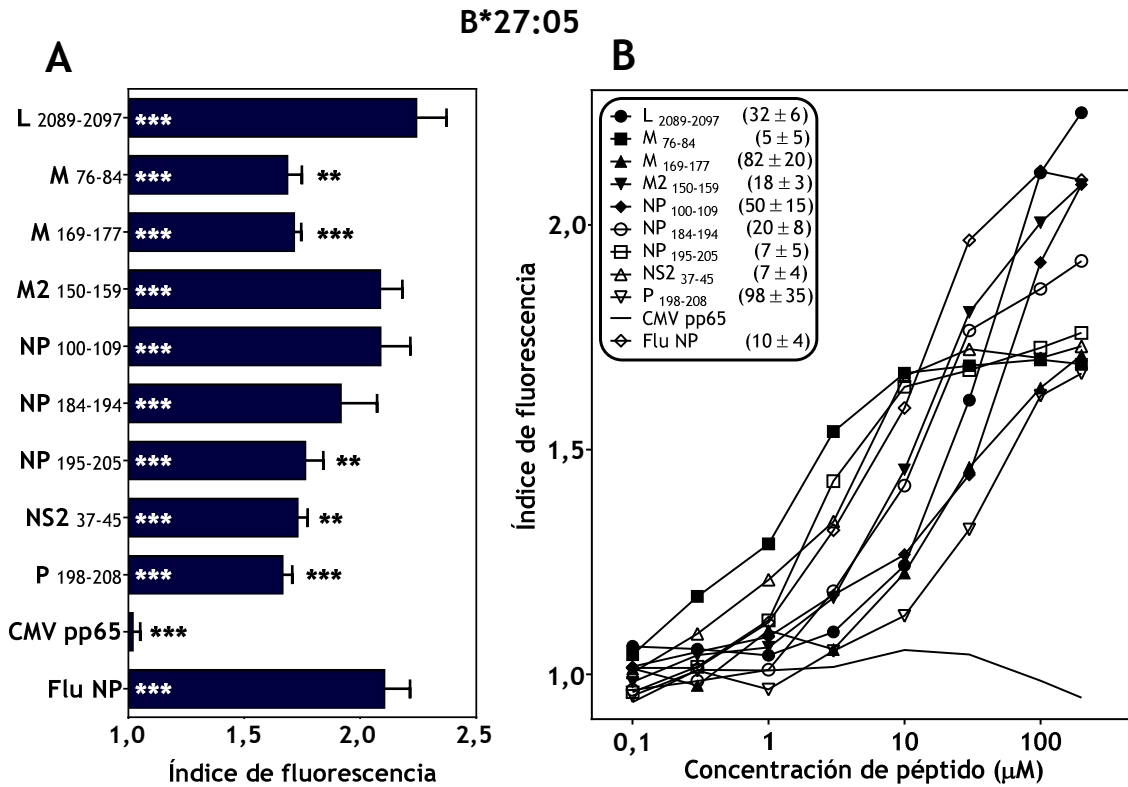 B*27:05
A
L 2089-2097 ***
M 76-84 *** **
M 169-177 *** ***
M2 150-159 ***
NP 100-109 ***
NP 184-194 ***
NP 195-205 *** **
NS2 37-45 *** **
P 198-208 *** ***
CMV pp65 ***
Flu NP ***
1,0 1,5 2,0 2,5
Índice de fluorescencia
B
L 2089-2097 (32 ± 6)
M 76-84 (5 ± 5)
M 169-177 (82 ± 20)
M2 150-159 (18 ± 3)
NP 100-109 (50 ± 15)
NP 184-194 (20 ± 8)
NP 195-205 (7 ± 5)
NS2 37-45 (7 ± 4)
P 198-208 (98 ± 35)
CMV pp65
Flu NP (10 ± 4)
Índice de fluorescencia
2,0
1,5
1,0
0,1 1 10 100
Concentración de péptido (μM)